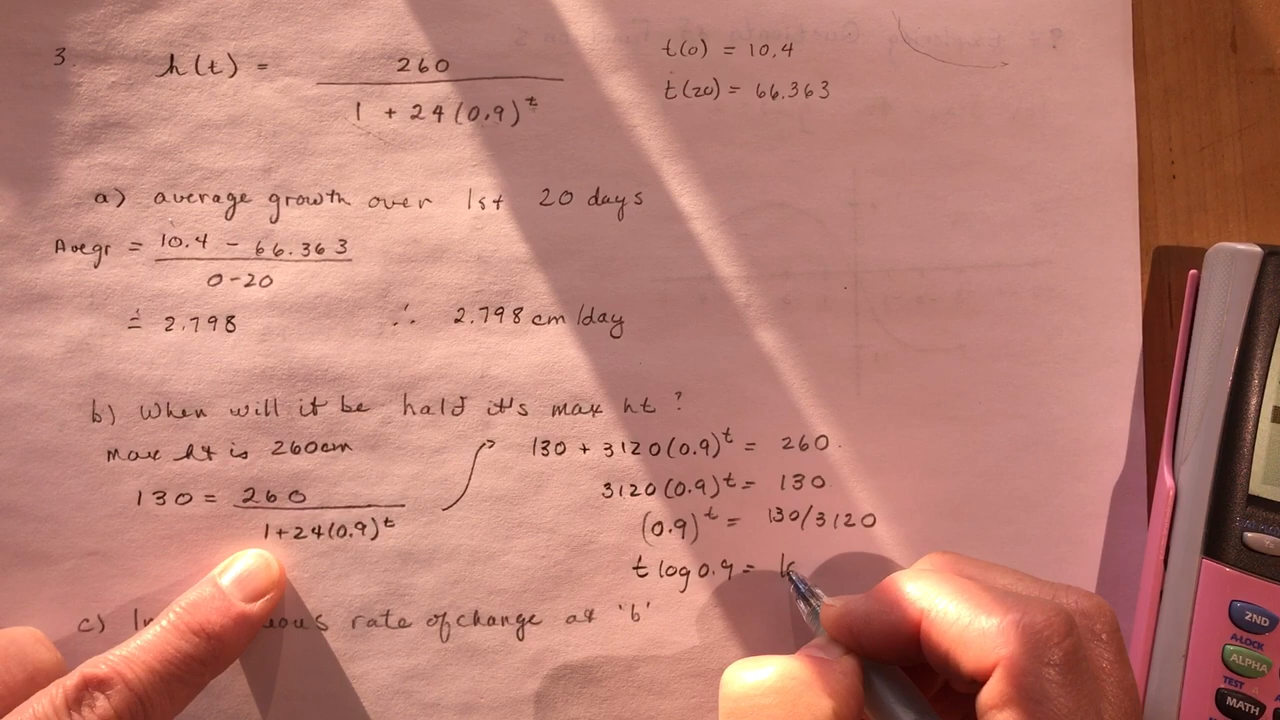 3. h(t) = 260 / 1 + 24(0.9)^t
t(0) = 10.4
t(20) = 66.363
a) average growth over 1st 20 days
Avegr = 10.4 - 66.363 / 0-20
≐ 2.798 ∴ 2.798 cm/day
b) When will it be hald it's max ht ?
max ht is 260cm
130 = 260 / 1+24(0.9)^t
130 + 3120(0.9)^t = 260.
3120(0.9)^t = 130
(0.9)^t = 130/3120
t log 0.9 =
c) rate of change at 'b'
2ND
A-LOCK
ALPHA
TEST
MATH